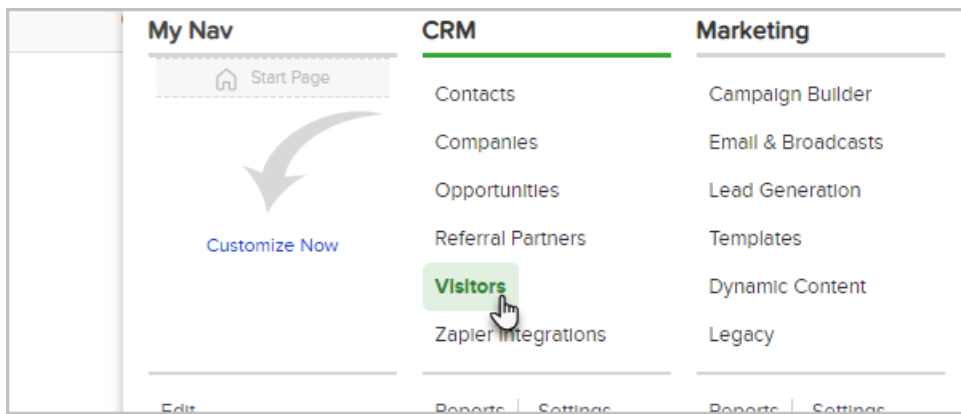 My Nav
Start Page
Customize Now
Edit
CRM
Contacts
Companies
Opportunities
Referral Partners
Visitors
Zapier Integrations
Reports Settings
Marketing
Campaign Builder
Email & Broadcasts
Lead Generation
Templates
Dynamic Content
Legacy
Reports Settings